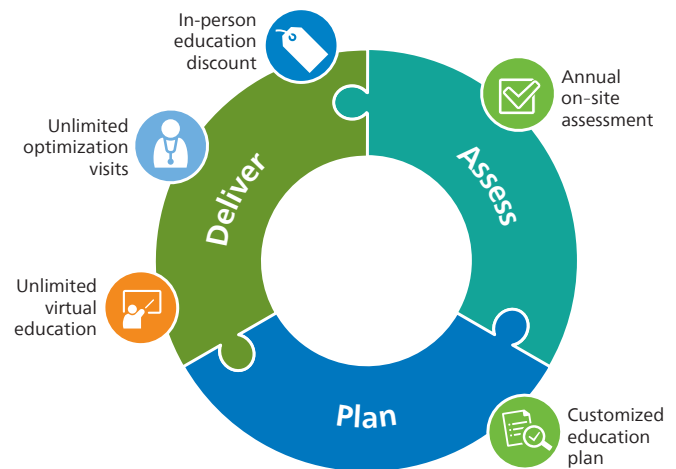 In-person
education
discount
Annual
on-site
assessment
Unlimited
optimization
visits
Deliver
Assess
Unlimited
virtual
education
Plan
Customized
education
plan